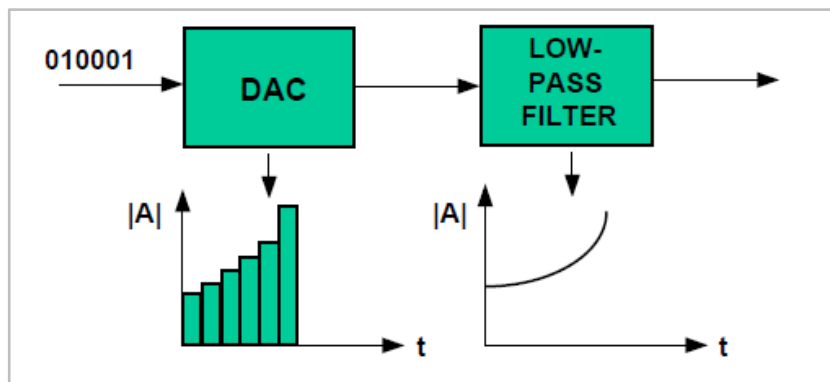 010001
DAC
LOW-
PASS
FILTER
|A|
t
|A|
t